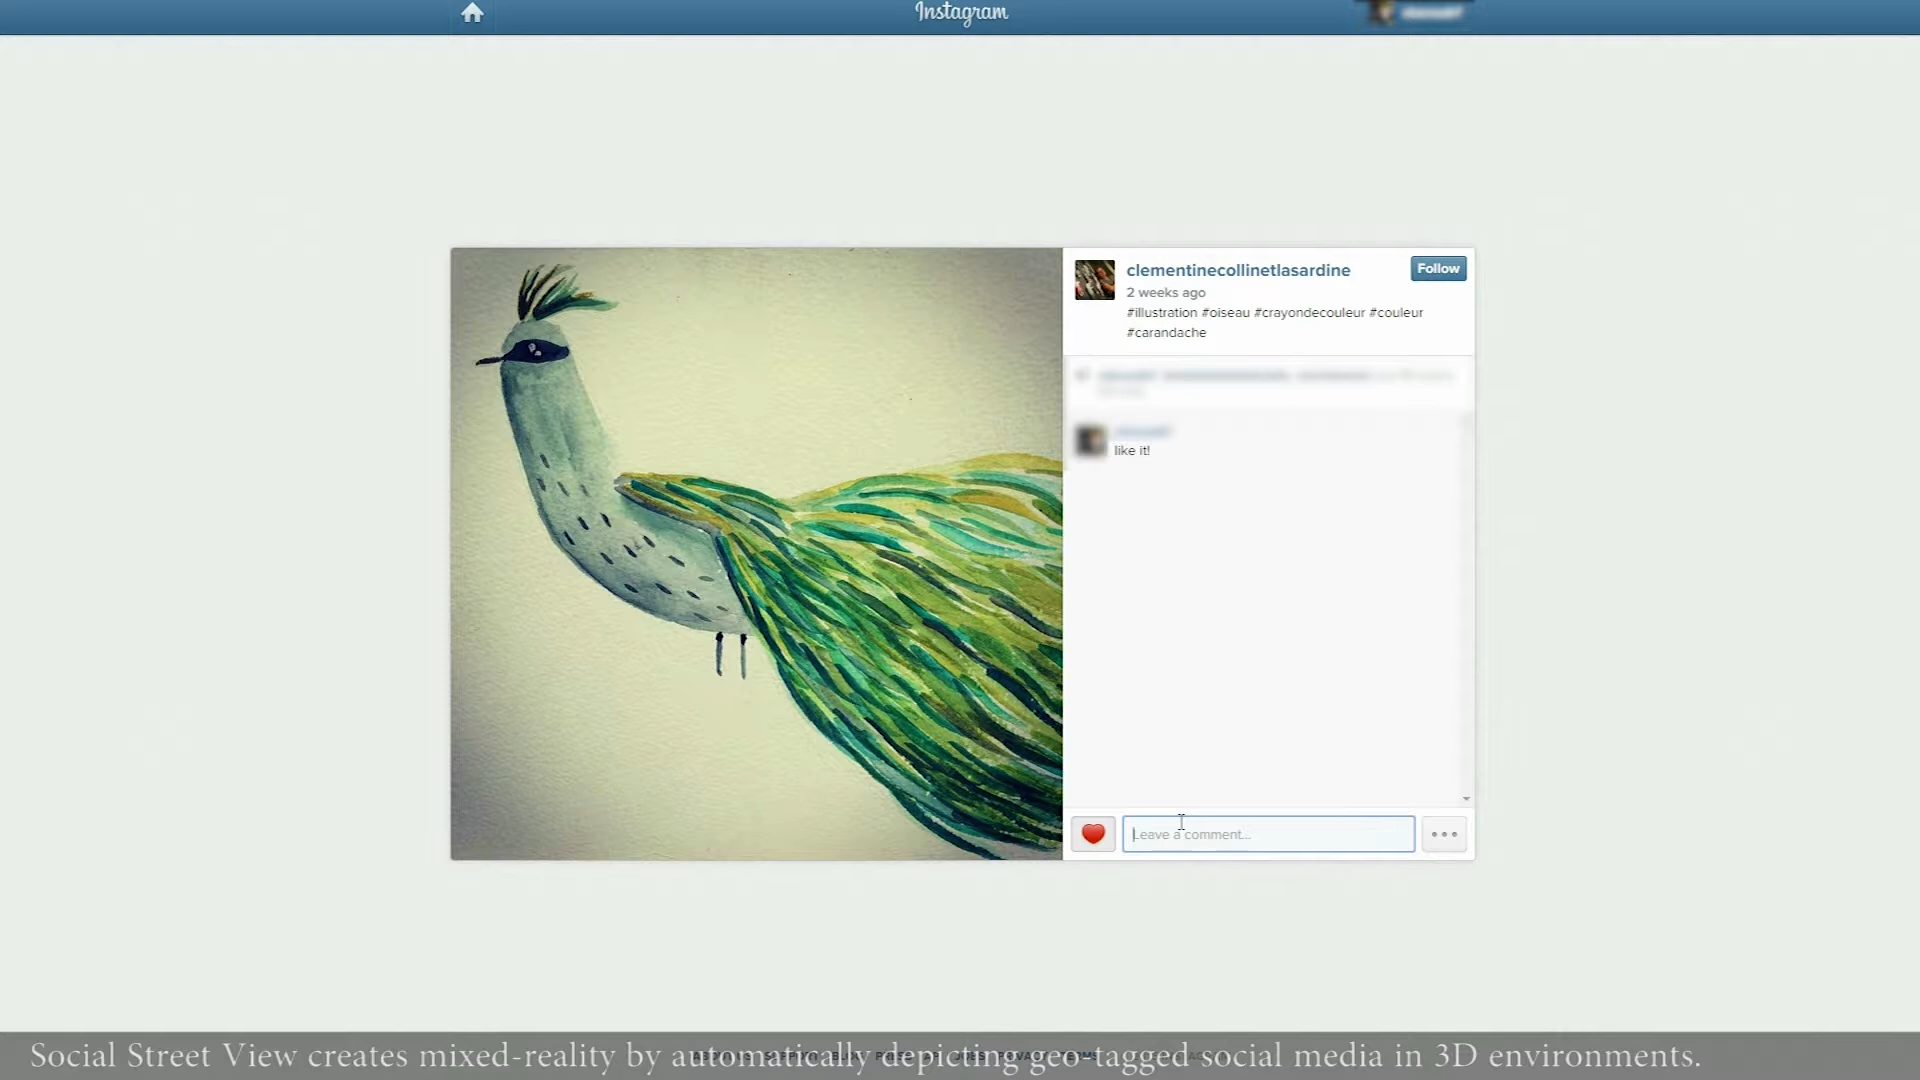 Instagram
clementinecollinetlasardine
Follow
2 weeks ago
#illustration #oiseau #crayondecouleur #couleur
#carandache
like it!
Leave a comment...
Social Street View creates mixed-reality by automatically depicting geo-tagged social media in 3D environments.